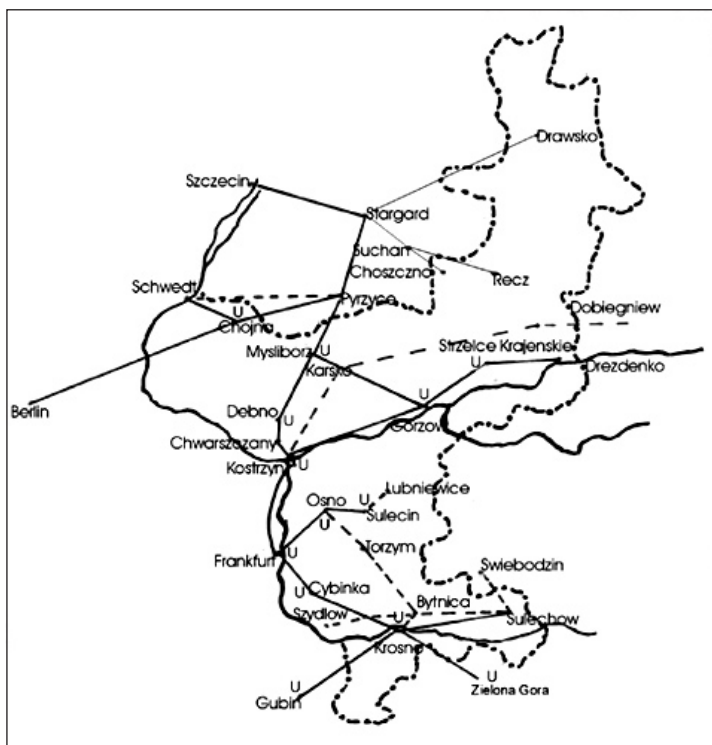 Drawsko
Szczecin
Stargard
Suchan
Choszczno
Recz
Schwedt
Pyrzyce
U
Chojna
Dobiegniew
Mysliborz
U
Strzelce Krajenskie
Karsko
U
Drezdenko
Berlin
U
Debno
U
Gorzow
Chwarszczany
Kostrzyn
U
Lubniewice
Osno
U
Sulecin
U
Frankfurt
U
Torzym
Swiebodzin
Cybinka
U
Bytnica
Szydlow
U
Sulechow
Krosno
U
Zielona Gora
U
Gubin